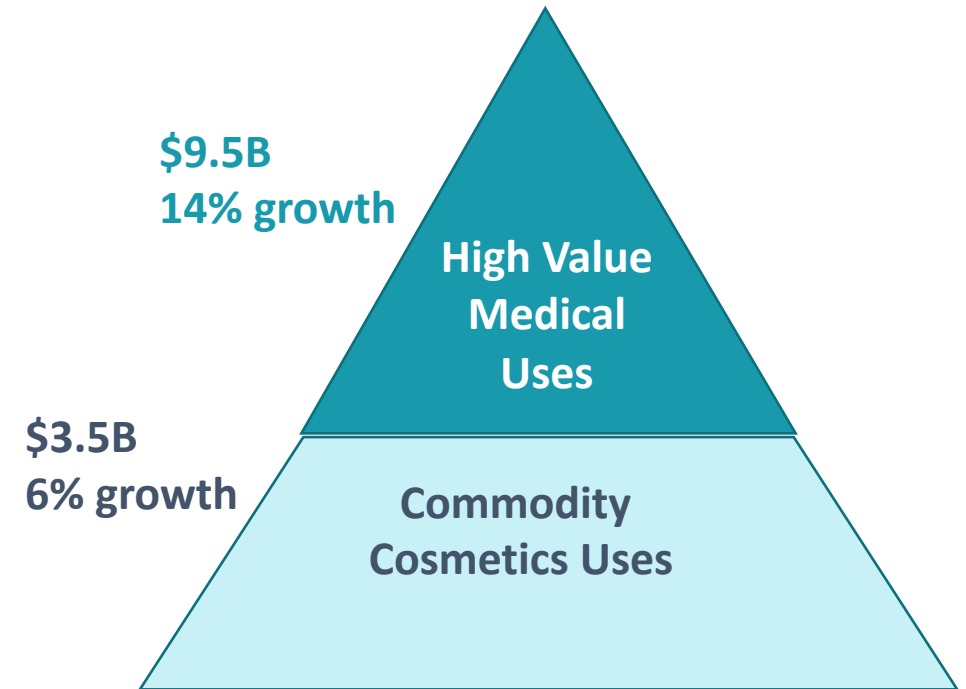 $9.5B
14% growth
High Value
Medical
Uses
$3.5B
6% growth
Commodity
Cosmetics Uses